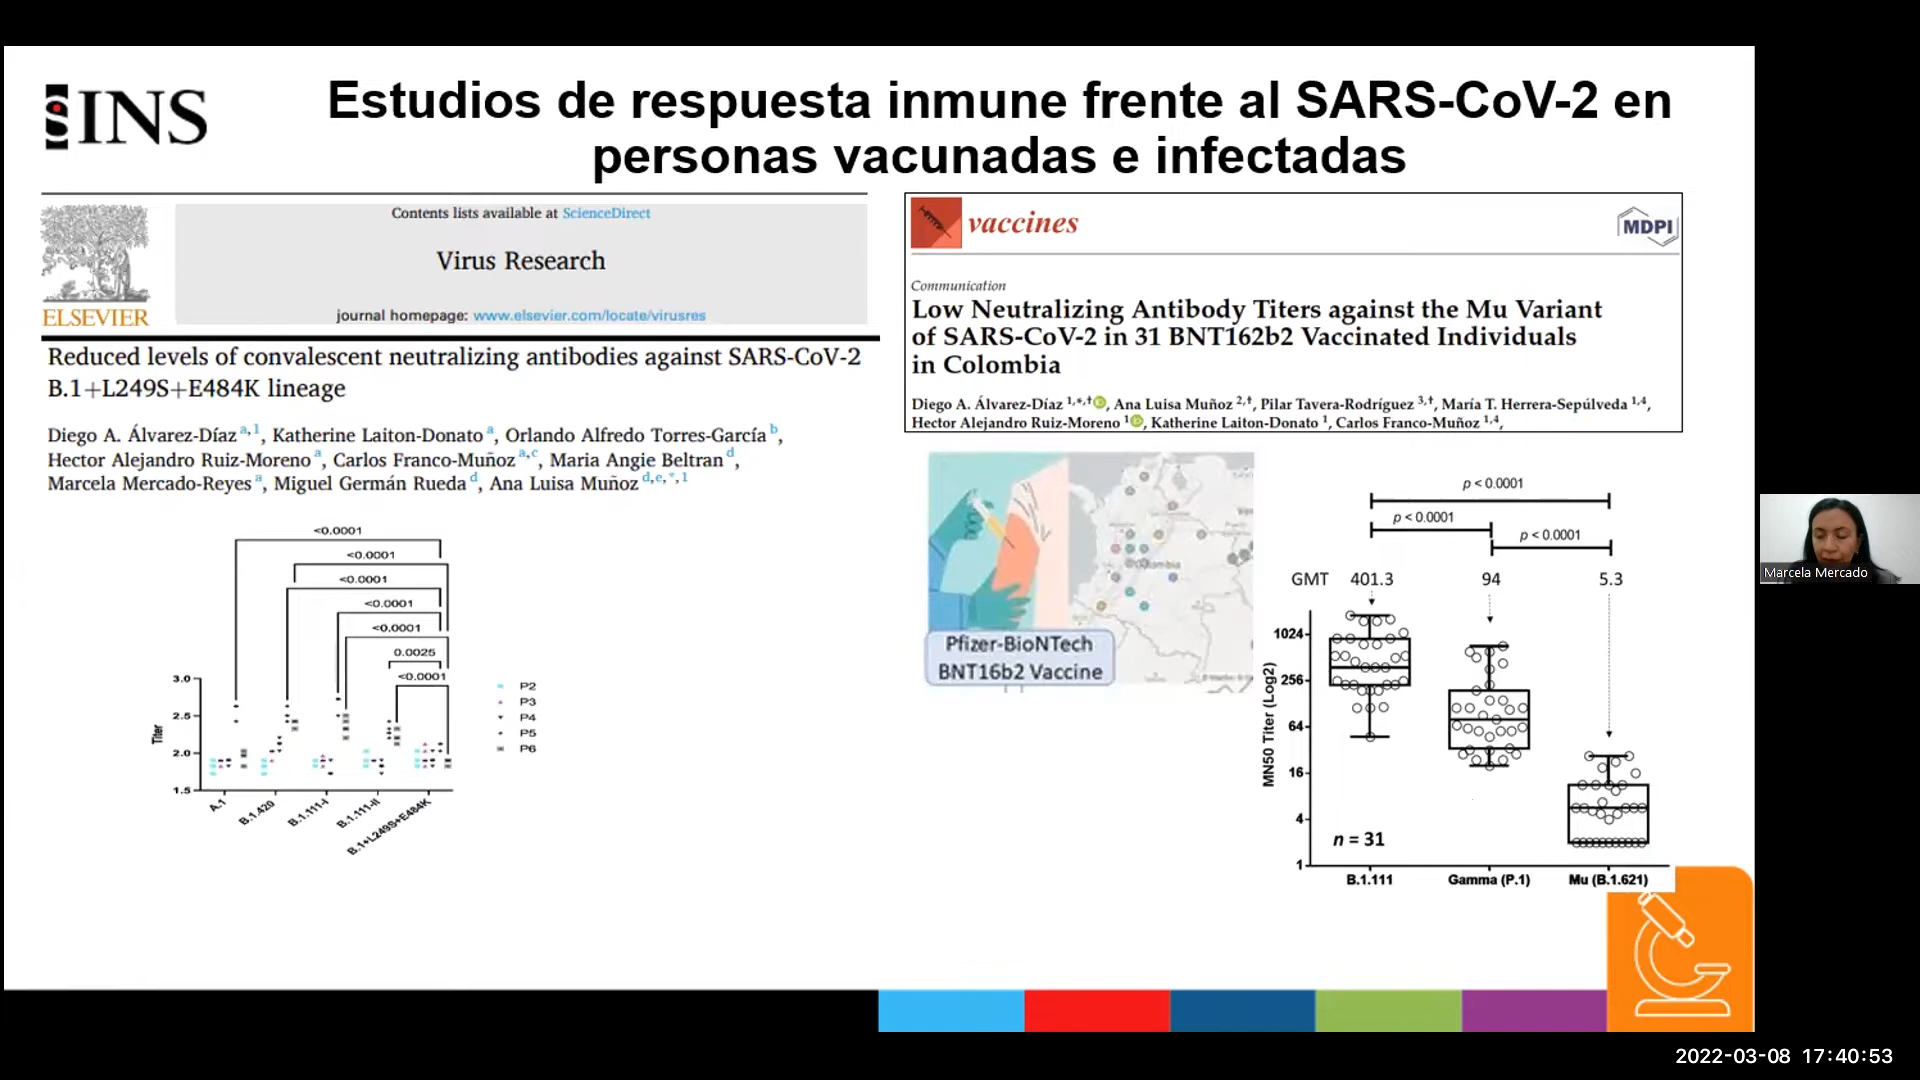 INS
Estudios de respuesta inmune frente al SARS-CoV-2 en
personas vacunadas e infectadas
Contents lists available at ScienceDirect
Virus Research
journal homepage: www.elsevier.com/locate/virusres
ELSEVIER
Reduced levels of convalescent neutralizing antibodies against SARS-CoV-2
B.1+L249S+E484K lineage
Diego A. Álvarez-Díaz a,1, Katherine Laiton-Donato a, Orlando Alfredo Torres-García b,
Hector Alejandro Ruiz-Moreno a, Carlos Franco-Muñoz a,c, Maria Angie Beltran d,
Marcela Mercado-Reyes a, Miguel Germán Rueda d, Ana Luisa Muñoz d,e,*,1
<0.0001
<0.0001
<0.0001
<0.0001
<0.0001
0.0025
<0.0001
Titer
3.0
2.5
2.0
1.5
A.1
B.1.420
B.1.111-I
B.1.111-II
B.1+L249S+E484K
P2
P3
P4
P5
P6
vaccines
MDPI
Communication
Low Neutralizing Antibody Titers against the Mu Variant
of SARS-CoV-2 in 31 BNT162b2 Vaccinated Individuals
in Colombia
Diego A. Álvarez-Díaz 1,*,†, Ana Luisa Muñoz 2,†, Pilar Tavera-Rodríguez 3,†, María T. Herrera-Sepúlveda 1,4,
Hector Alejandro Ruiz-Moreno 1, Katherine Laiton-Donato 1, Carlos Franco-Muñoz 1,4,
Colombia
Pfizer-BioNTech
BNT16b2 Vaccine
p < 0.0001
p < 0.0001
p < 0.0001
GMT 401.3 94 5.3
MN50 Titer (Log2)
1024
256
64
16
4
1
n = 31
B.1.111 Gamma (P.1) Mu (B.1.621)
Marcela Mercado
2022-03-08 17:40:53